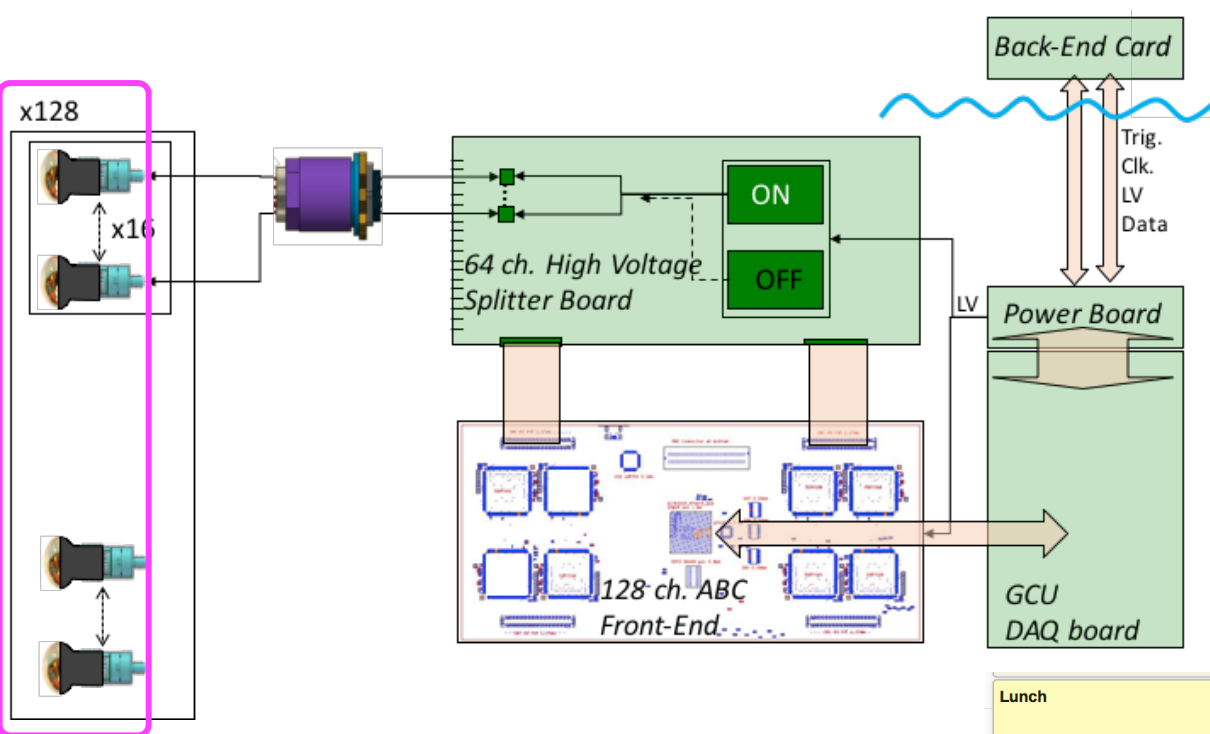 x128
x16
64 ch. High Voltage
Splitter Board
ON
OFF
Back-End Card
Trig.
Clk.
LV
Data
LV
Power Board
128 ch. ABC
Front-End
GCU
DAQ board
Lunch